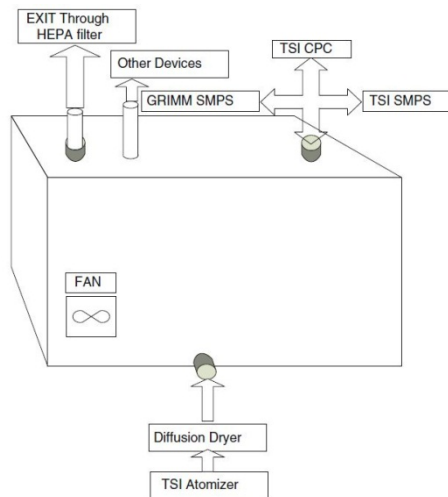 EXIT Through
HEPA filter
Other Devices
TSI CPC
GRIMM SMPS
TSI SMPS
FAN
Diffusion Dryer
TSI Atomizer